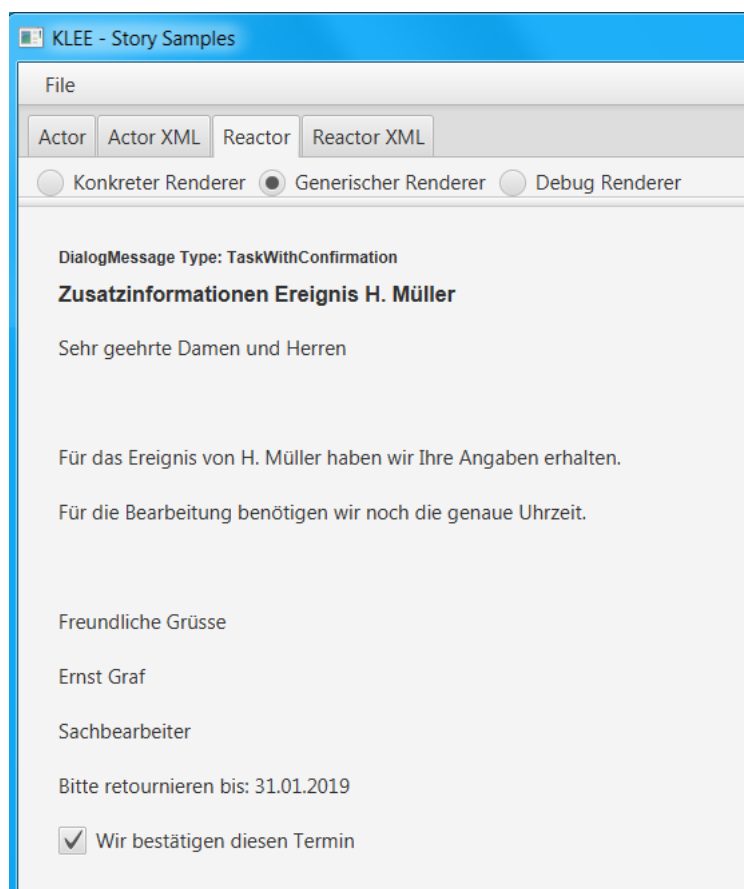 KLEE - Story Samples
File
Actor Actor XML Reactor Reactor XML
Konkreter Renderer Generischer Renderer Debug Renderer
DialogMessage Type: TaskWithConfirmation
Zusatzinformationen Ereignis H. Müller
Sehr geehrte Damen und Herren
Für das Ereignis von H. Müller haben wir Ihre Angaben erhalten.
Für die Bearbeitung benötigen wir noch die genaue Uhrzeit.
Freundliche Grüsse
Ernst Graf
Sachbearbeiter
Bitte retournieren bis: 31.01.2019
Wir bestätigen diesen Termin